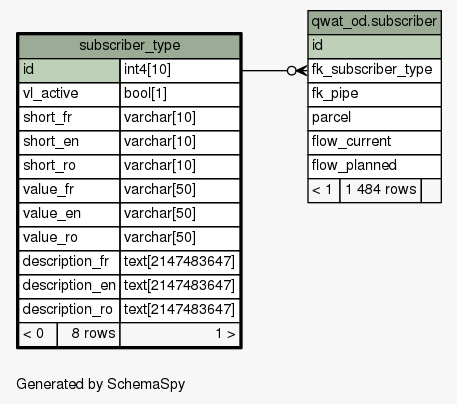 subscriber_type
id int4[10]
vl_active bool[1]
short_fr varchar[10]
short_en varchar[10]
short_ro varchar[10]
value_fr varchar[50]
value_en varchar[50]
value_ro varchar[50]
description_fr text[2147483647]
description_en text[2147483647]
description_ro text[2147483647]
< 0 8 rows 1 >
qwat_od.subscriber
id
fk_subscriber_type
fk_pipe
parcel
flow_current
flow_planned
< 1 1 484 rows
Generated by SchemaSpy